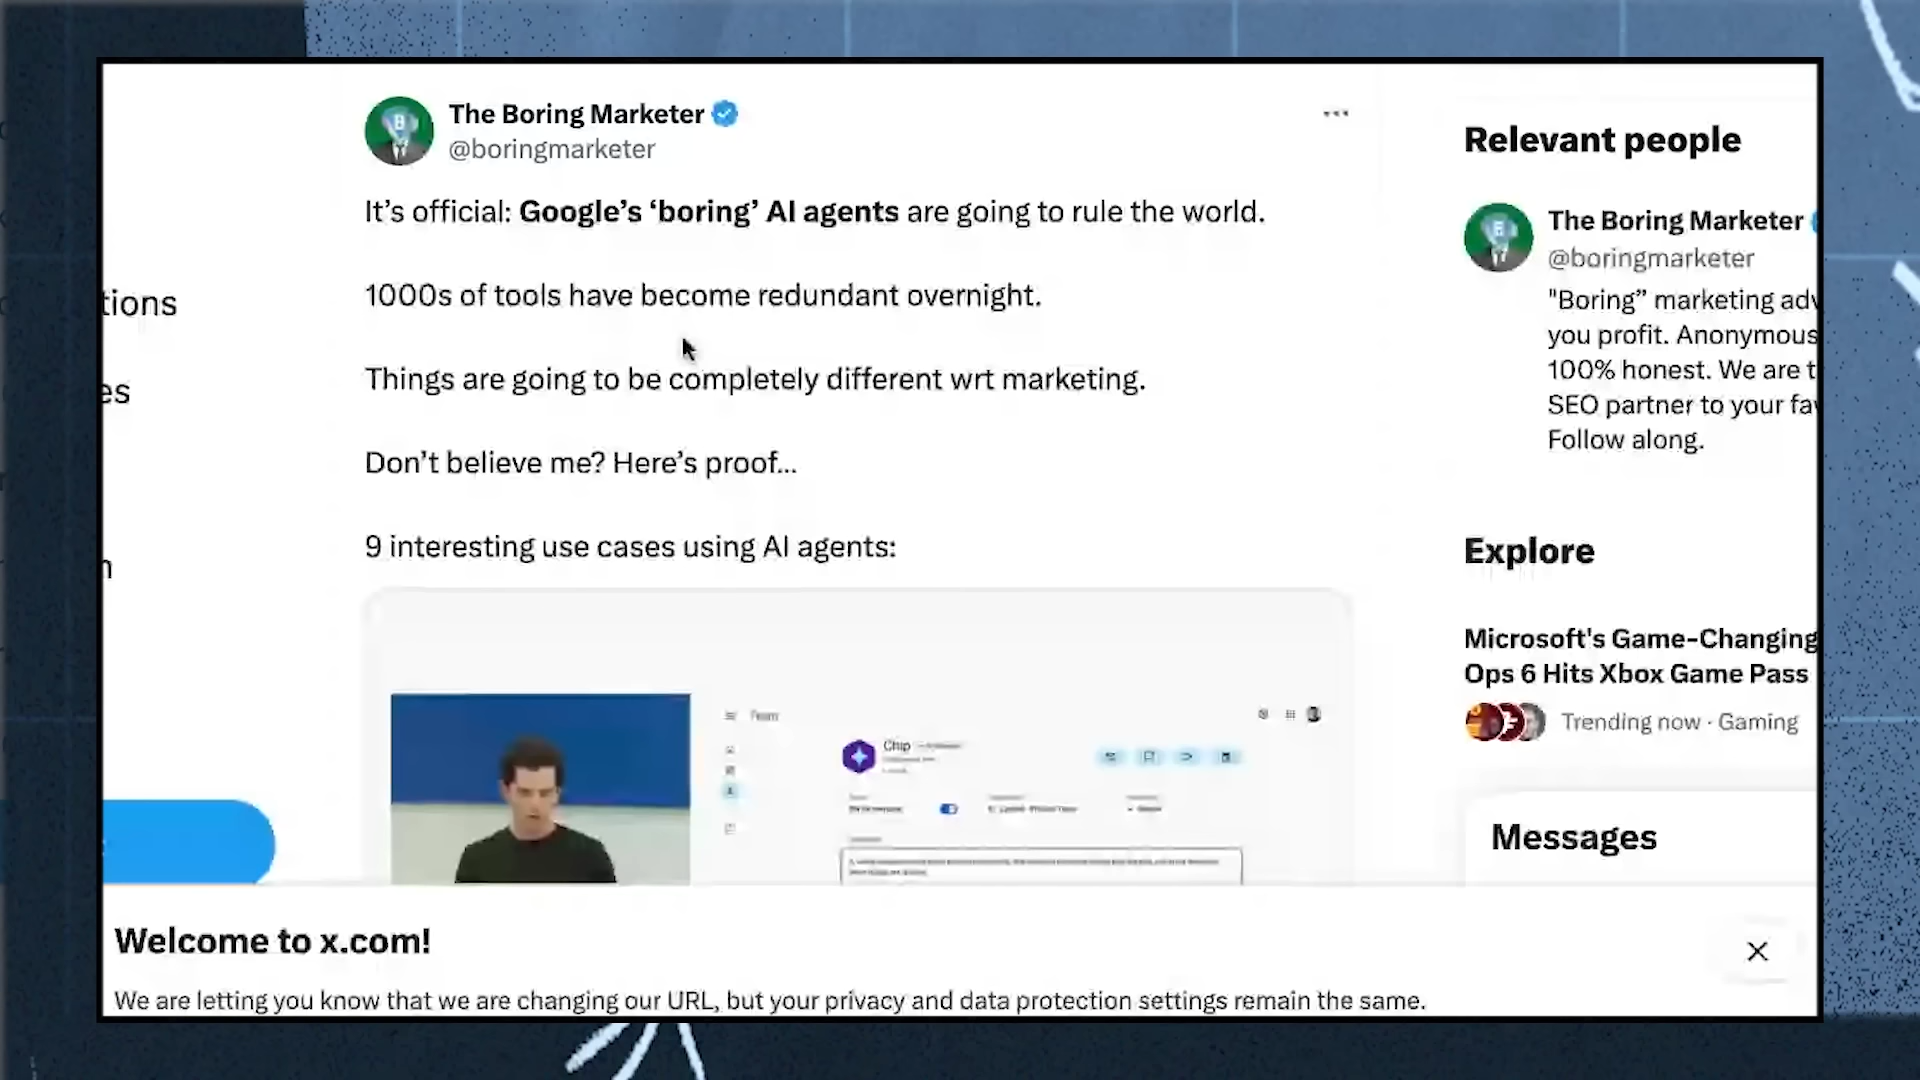 The Boring Marketer
@boringmarketer
It's official: Google's 'boring' AI agents are going to rule the world.
1000s of tools have become redundant overnight.
Things are going to be completely different wrt marketing.
Don't believe me? Here's proof...
9 interesting use cases using AI agents:
Team
Chip
tions
es
Relevant people
The Boring Marketer
@boringmarketer
"Boring” marketing adv
you profit. Anonymous
100% honest. We are t
SEO partner to your fav
Follow along.
Explore
Microsoft's Game-Changing
Ops 6 Hits Xbox Game Pass
Trending now · Gaming
Messages
Welcome to x.com!
We are letting you know that we are changing our URL, but your privacy and data protection settings remain the same.